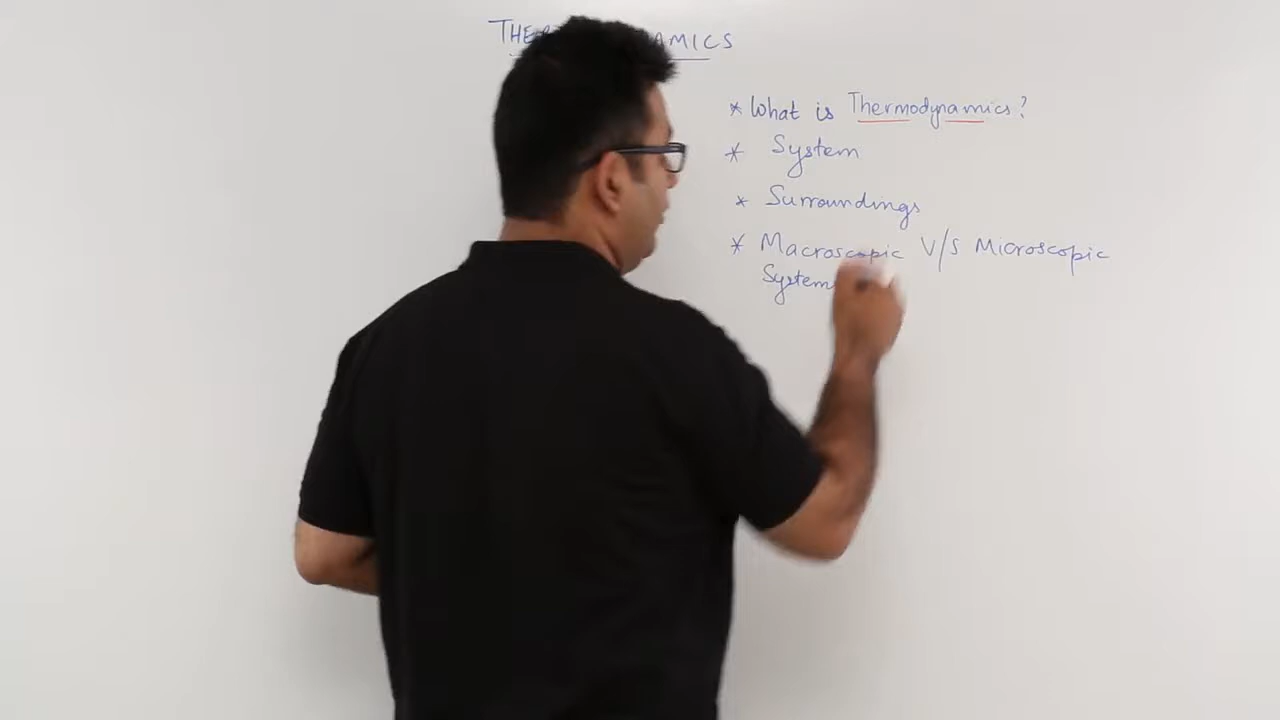 * What is Thermodynamics?
* System
* Surroundings
* Macroscopic V/S Microscopic
System